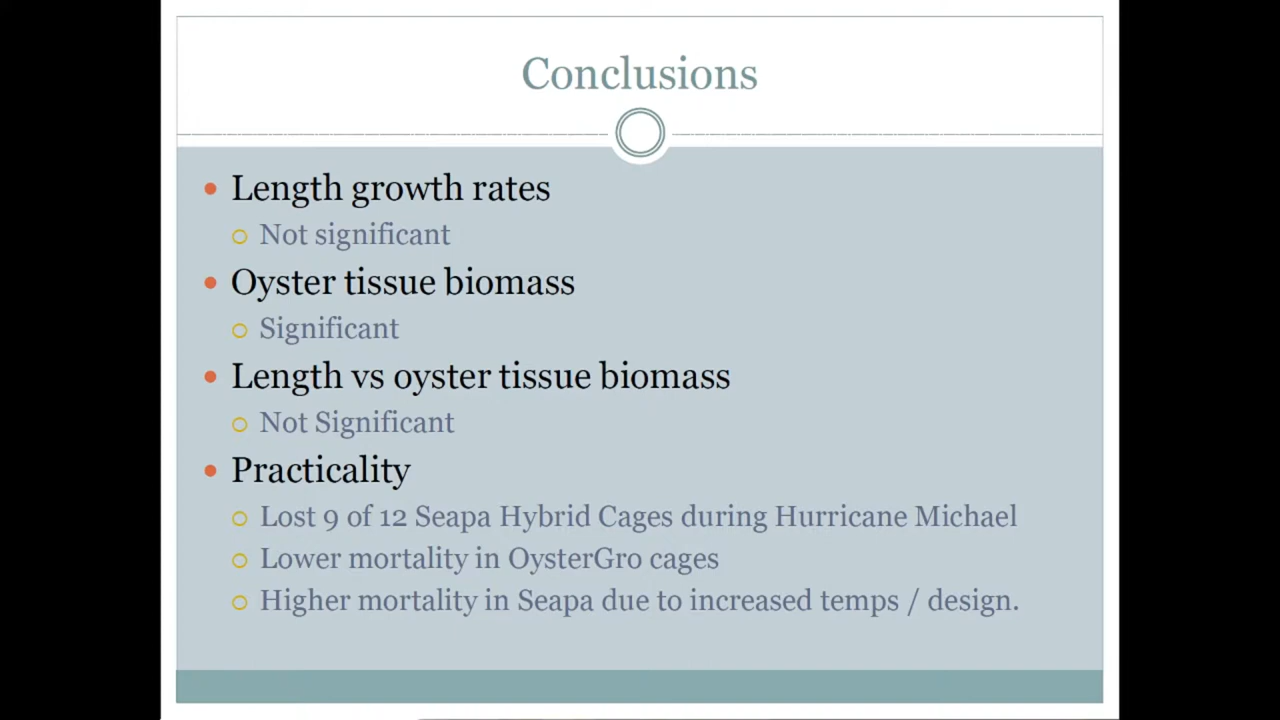 Conclusions
Length growth rates
Not significant
Oyster tissue biomass
Significant
Length vs oyster tissue biomass
Not Significant
Practicality
Lost 9 of 12 Seapa Hybrid Cages during Hurricane Michael
Lower mortality in OysterGro cages
Higher mortality in Seapa due to increased temps / design.